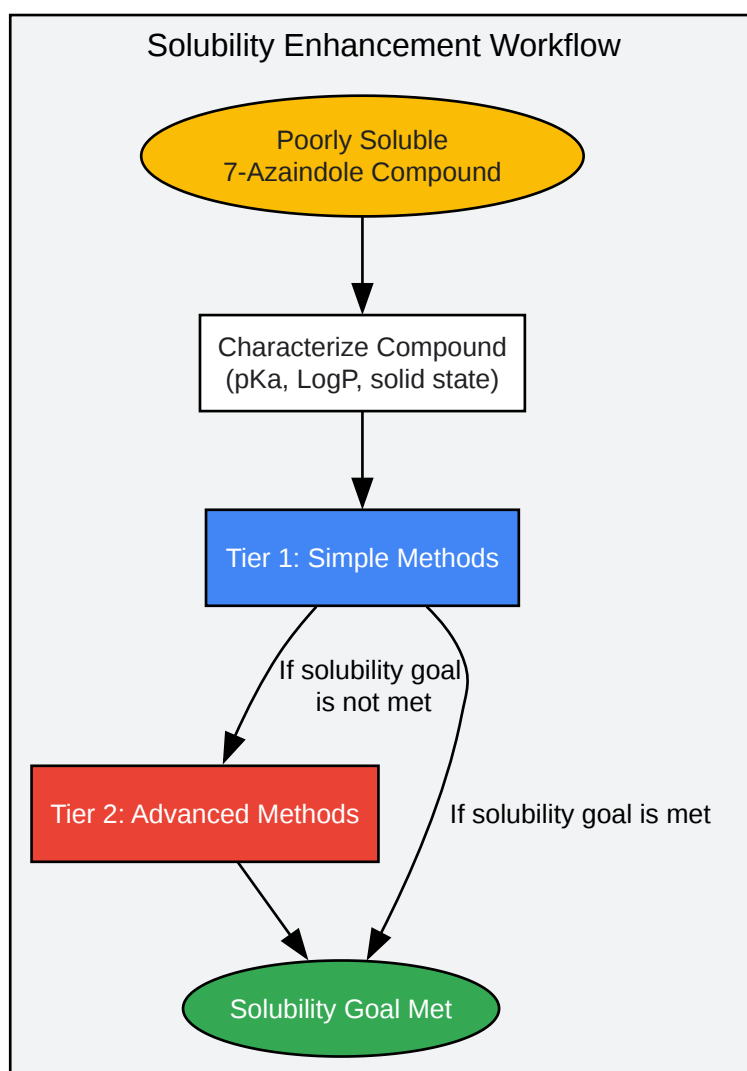 Solubility Enhancement Workflow
Poorly Soluble
7-Azaindole Compound
Characterize Compound
(pKa, LogP, solid state)
Tier 1: Simple Methods
If solubility goal
is not met
Tier 2: Advanced Methods
If solubility goal is met
Solubility Goal Met